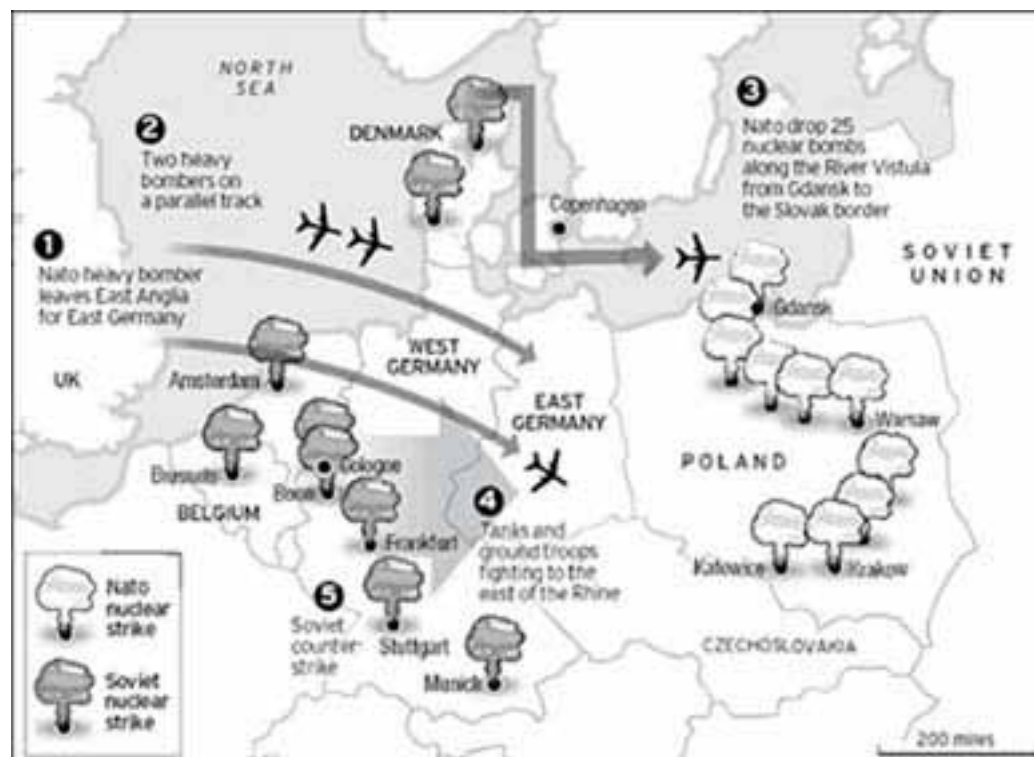 NORTH
SEA
DENMARK
1
Nato heavy bomber
leaves East Anglia
for East Germany
2
Two heavy
bombers on
a parallel track
3
Nato drop 25
nuclear bombs
along the River Vistula
from Gdansk to
the Slovak border
Copenhagen
SOVIET
UNION
Gdansk
UK
Amsterdam
WEST
GERMANY
EAST
GERMANY
Warsaw
POLAND
Brussels
BELGIUM
Cologne
Bonn
Frankfurt
4
Tanks and
ground troops
fighting to the
east of the Rhine
Katowice
Krakow
5
Soviet
counter
strike
Stuttgart
Munich
CZECHOSLOVAKIA
Nato
nuclear
strike
Soviet
nuclear
strike
200 miles